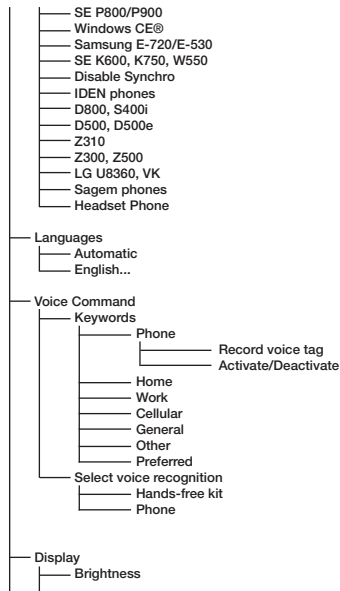 SE P800/P900
Windows CE®
Samsung E-720/E-530
SE K600, K750, W550
Disable Synchro
IDEN phones
D800, S400i
D500, D500e
Z310
Z300, Z500
LG U8360, VK
Sagem phones
Headset Phone
Languages
Automatic
English...
Voice Command
Keywords
Phone
Record voice tag
Activate/Deactivate
Home
Work
Cellular
General
Other
Preferred
Select voice recognition
Hands-free kit
Phone
Display
Brightness